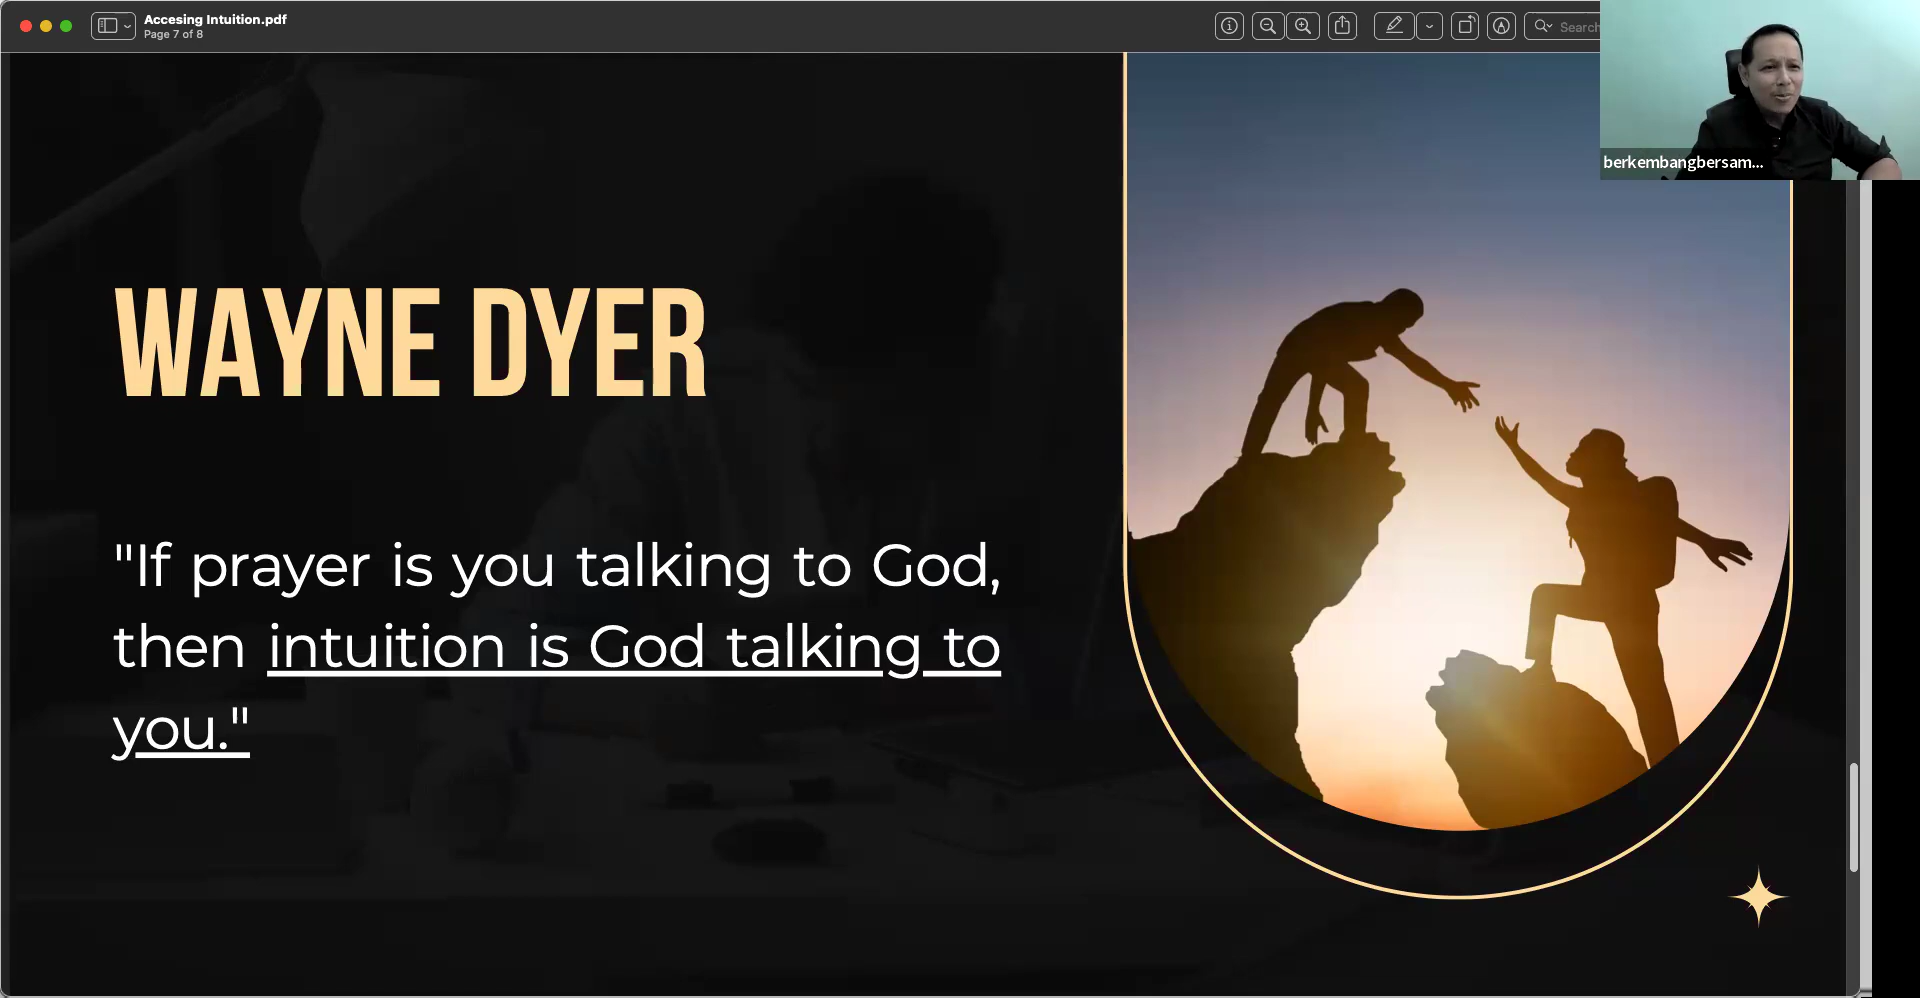 Accesing Intuition.pdf
Page 7 of 8
Search
berkembangbersam...
WAYNE DYER
"If prayer is you talking to God,
then intuition is God talking to
you."